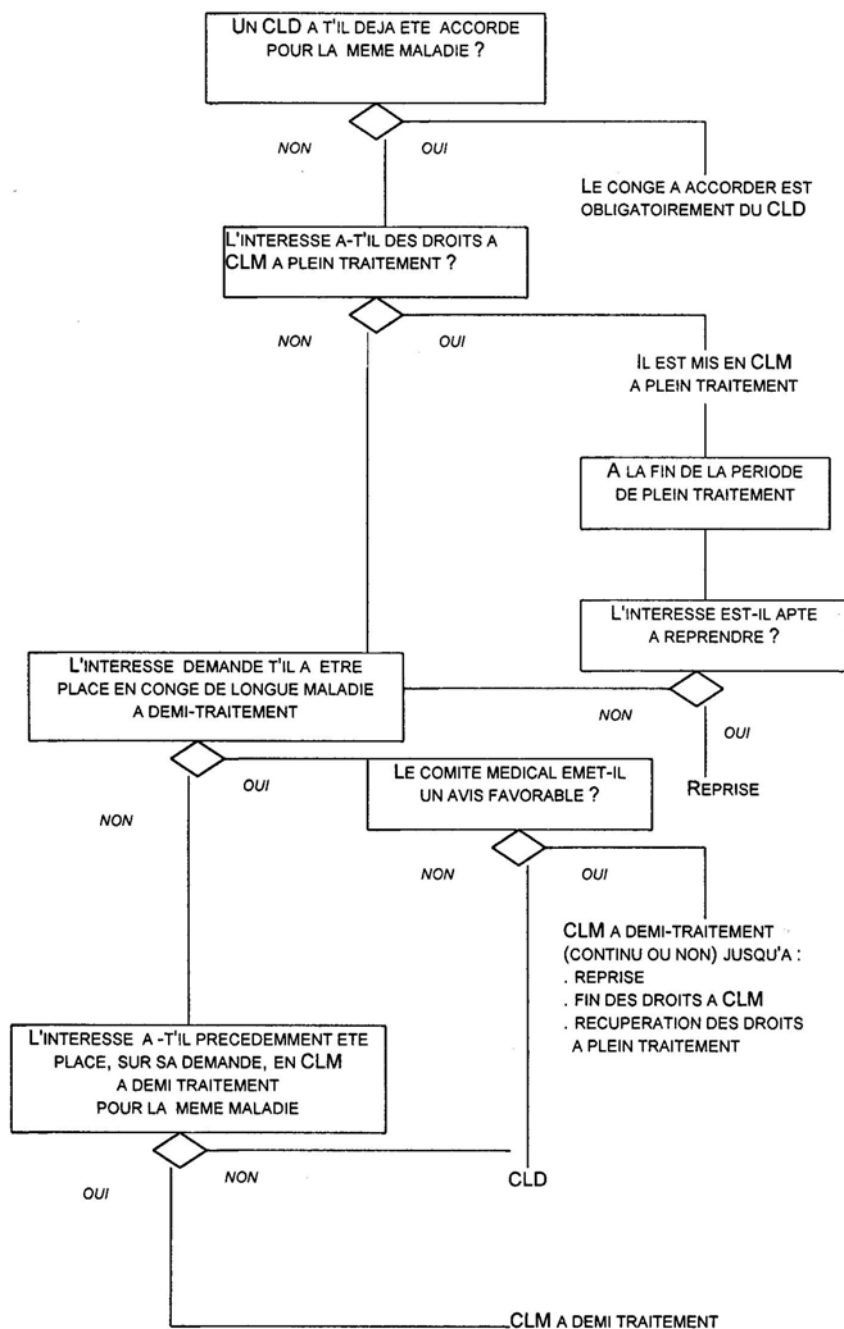 UN CLD A T'IL DEJA ETE ACCORDE
POUR LA MEME MALADIE ?
NON
OUI
LE CONGE A ACCORDER EST
OBLIGATOIREMENT DU CLD
L'INTERESSE A-T'IL DES DROITS A
CLM A PLEIN TRAITEMENT ?
NON
OUI
IL EST MIS EN CLM
A PLEIN TRAITEMENT
A LA FIN DE LA PERIODE
DE PLEIN TRAITEMENT
L'INTERESSE EST-IL APTE
A REPRENDRE ?
NON
OUI
REPRISE
L'INTERESSE DEMANDE T'IL A ETRE
PLACE EN CONGE DE LONGUE MALADIE
A DEMI-TRAITEMENT
OUI
NON
LE COMITE MEDICAL EMET-IL
UN AVIS FAVORABLE ?
NON
OUI
CLM A DEMI-TRAITEMENT
(CONTINU OU NON) JUSQU'A :
. REPRISE
. FIN DES DROITS A CLM
. RECUPERATION DES DROITS
A PLEIN TRAITEMENT
L'INTERESSE A -T'IL PRECEDEMMENT ETE
PLACE, SUR SA DEMANDE, EN CLM
A DEMI TRAITEMENT
POUR LA MEME MALADIE
OUI
NON
CLD
CLM A DEMI TRAITEMENT